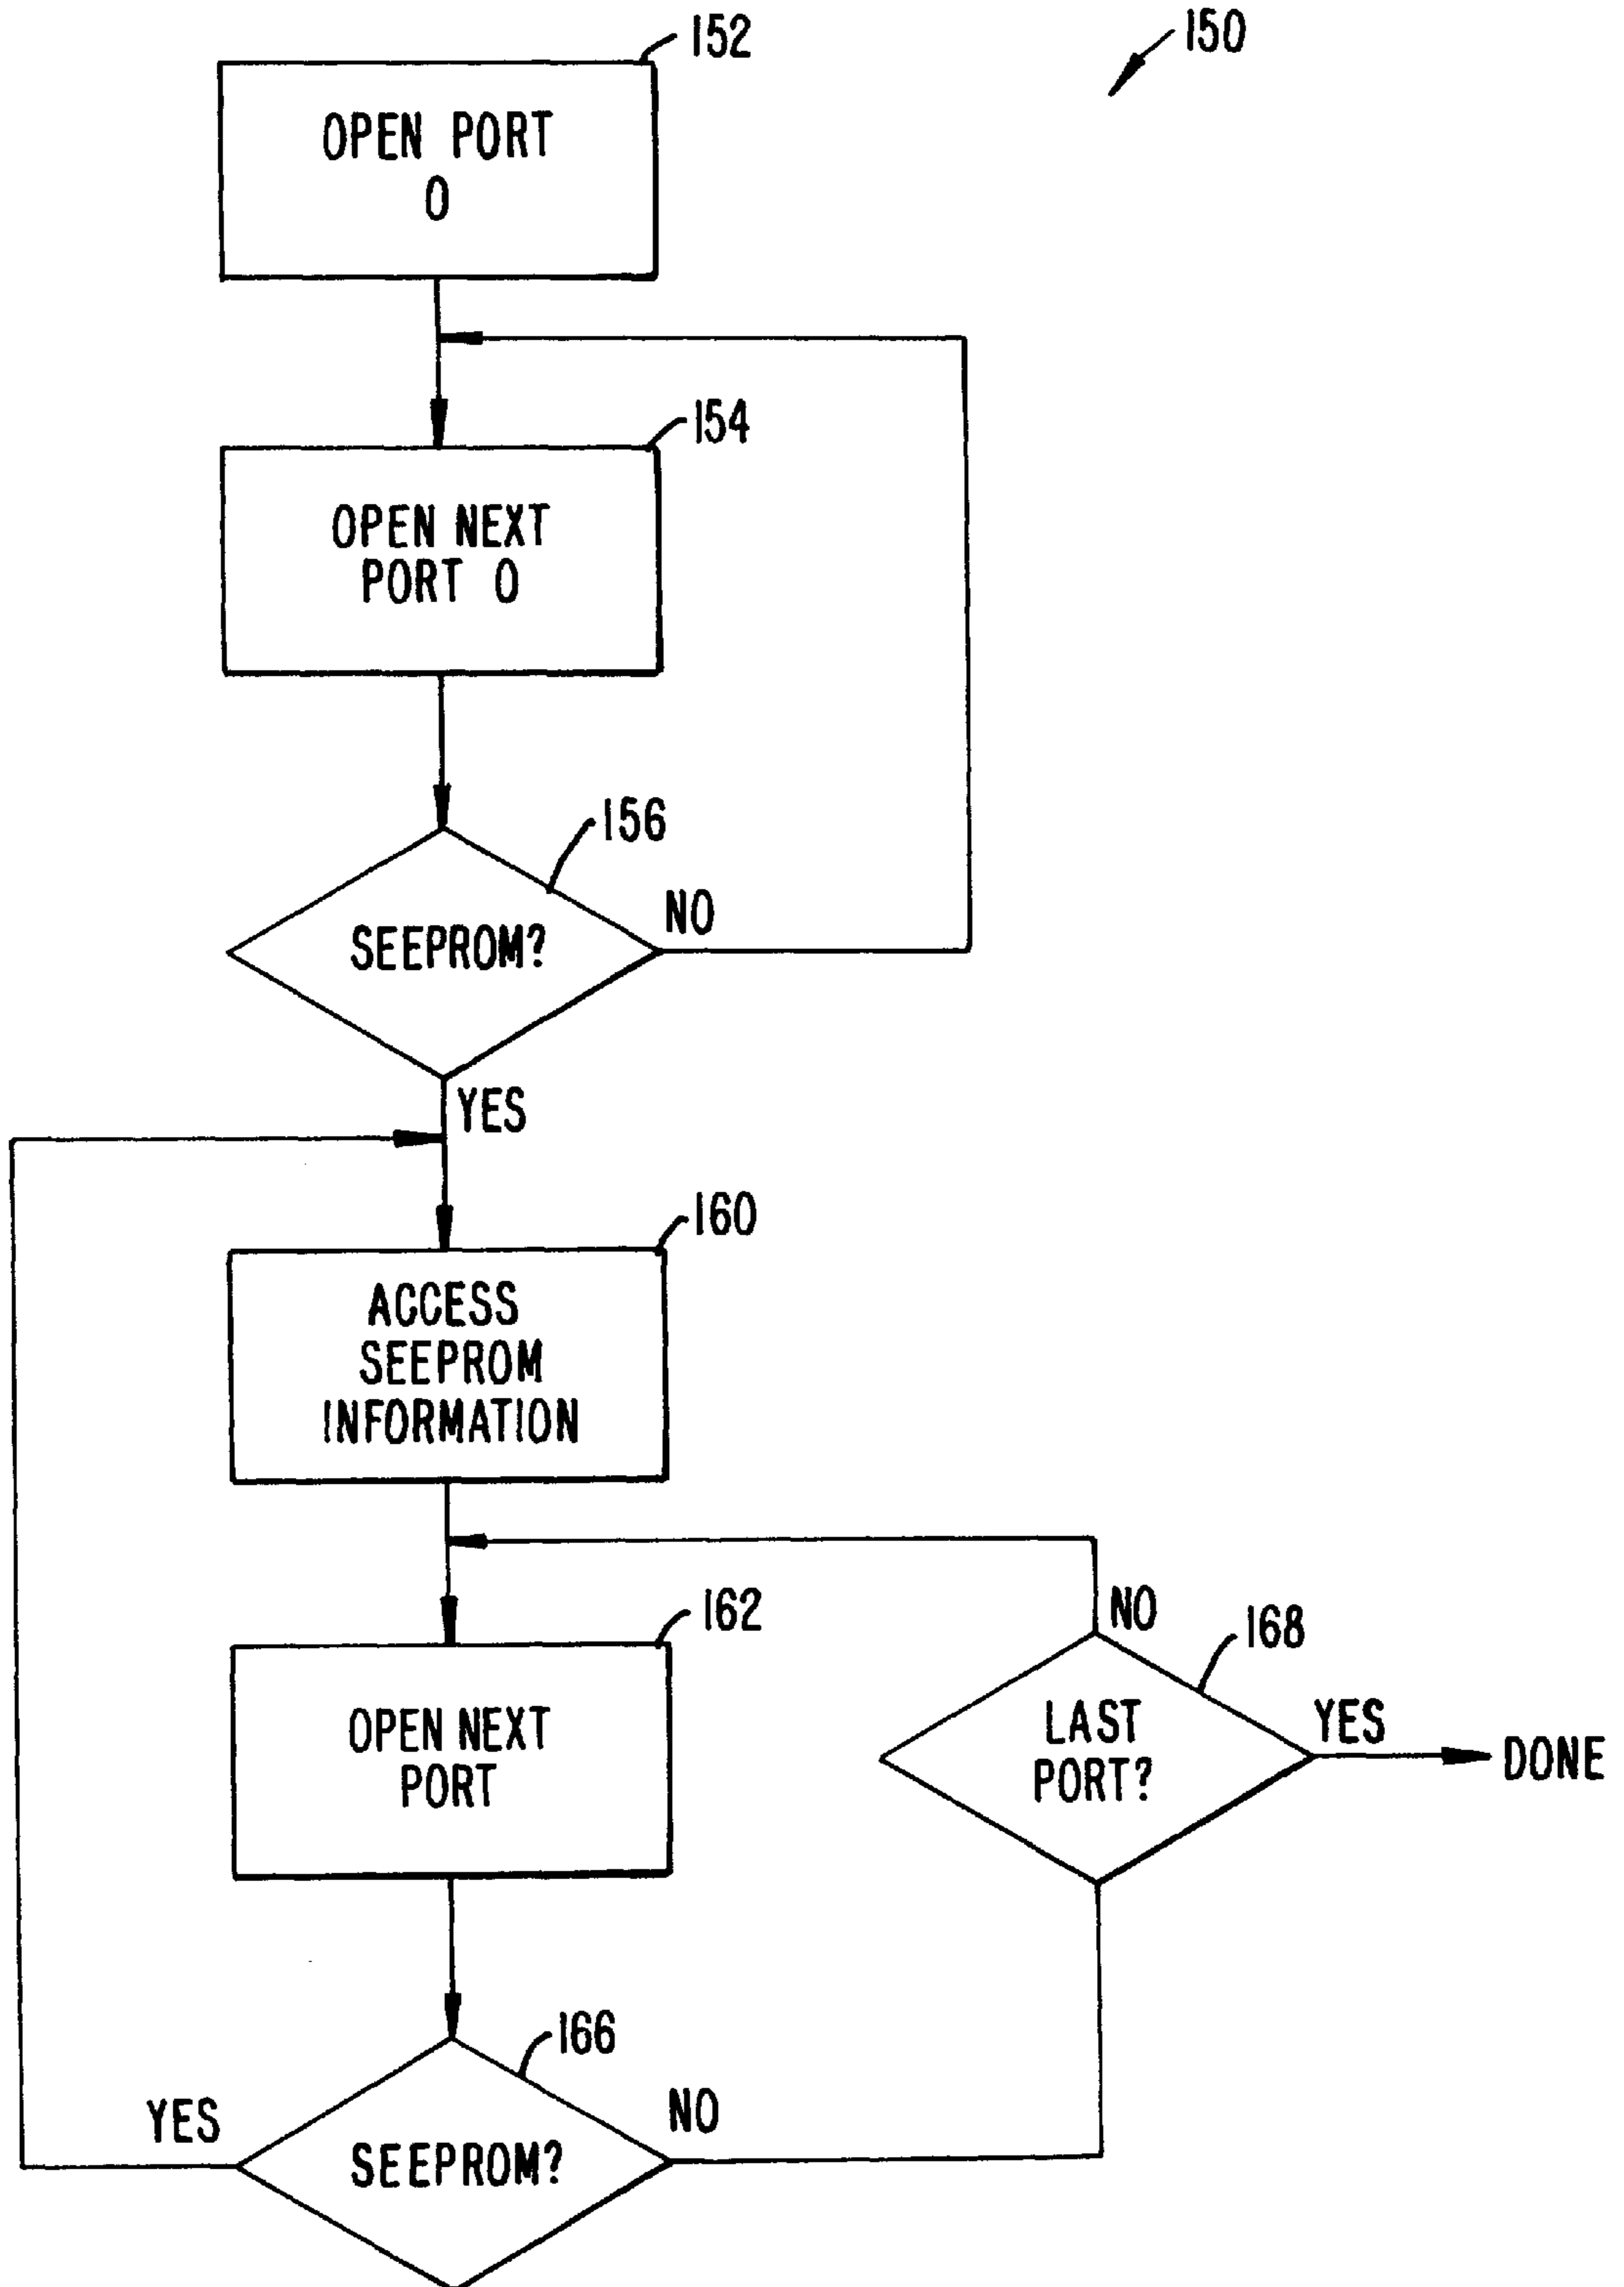 152
150
OPEN PORT
0
154
OPEN NEXT
PORT 0
156
SEEPROM?
NO
YES
160
ACCESS
SEEPROM
INFORMATION
162
OPEN NEXT
PORT
NO
168
LAST
PORT?
YES
DONE
166
YES
SEEPROM?
NO